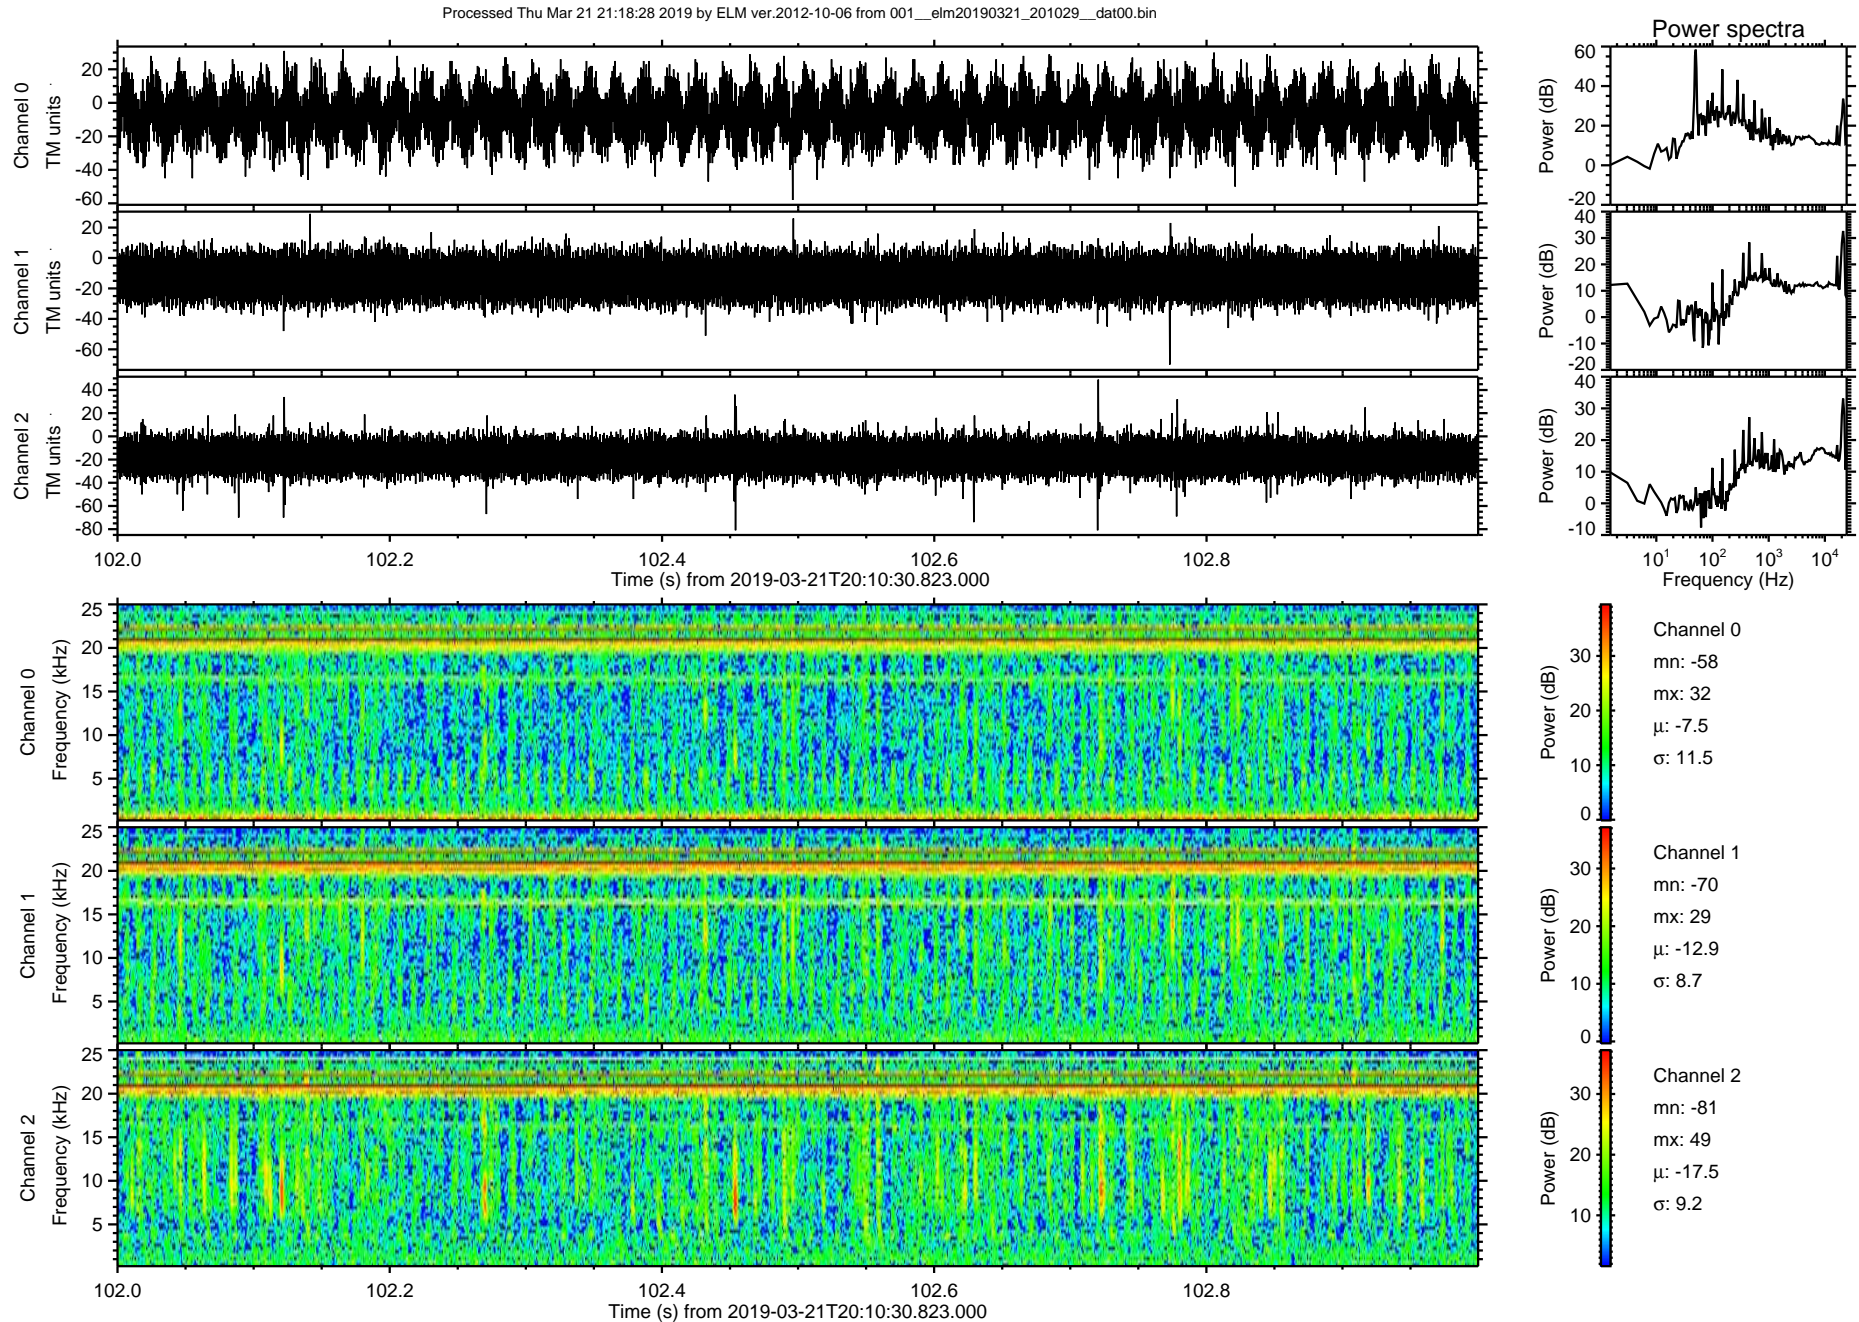 Processed Thu Mar 21 21:18:28 2019 by ELM ver.2012-10-06 from 001__elm20190321_201029__dat00.bin
Power spectra
Channel 0
TM units
20
0
-20
-40
-60
Power (dB)
60
40
20
0
-20
Channel 1
TM units
20
0
-20
-40
-60
Power (dB)
40
30
20
10
0
-10
-20
Channel 2
TM units
40
20
0
-20
-40
-60
-80
Power (dB)
40
30
20
10
0
-10
102.0 102.2 102.4 102.6 102.8
Time (s) from 2019-03-21T20:10:30.823.000
10^1 10^2 10^3 10^4
Frequency (Hz)
Channel 0
Frequency (kHz)
25
20
15
10
5
Power (dB)
30
20
10
0
Channel 0
mn: -58
mx: 32
μ: -7.5
σ: 11.5
Channel 1
Frequency (kHz)
25
20
15
10
5
Power (dB)
30
20
10
0
Channel 1
mn: -70
mx: 29
μ: -12.9
σ: 8.7
Channel 2
Frequency (kHz)
25
20
15
10
5
Power (dB)
30
20
10
Channel 2
mn: -81
mx: 49
μ: -17.5
σ: 9.2
102.0 102.2 102.4 102.6 102.8
Time (s) from 2019-03-21T20:10:30.823.000